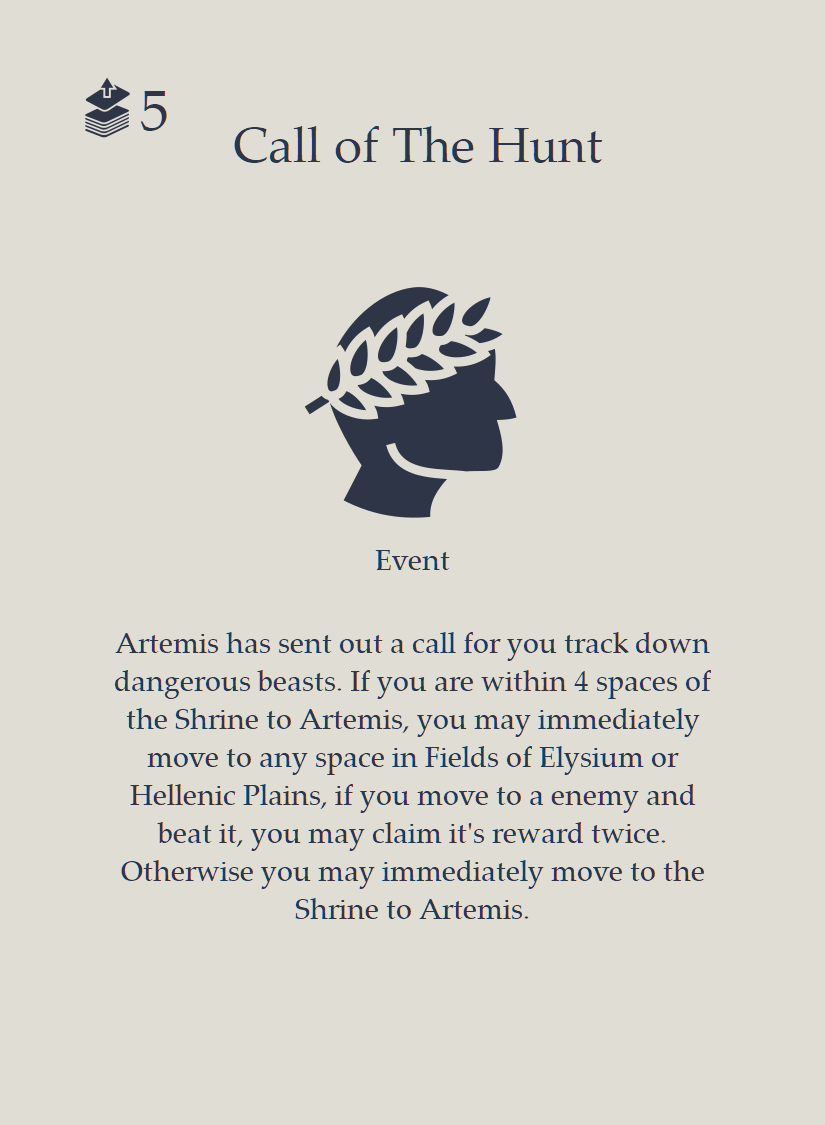 5
Call of The Hunt
Event
Artemis has sent out a call for you track down
dangerous beasts. If you are within 4 spaces of
the Shrine to Artemis, you may immediately
move to any space in Fields of Elysium or
Hellenic Plains, if you move to a enemy and
beat it, you may claim it's reward twice.
Otherwise you may immediately move to the
Shrine to Artemis.